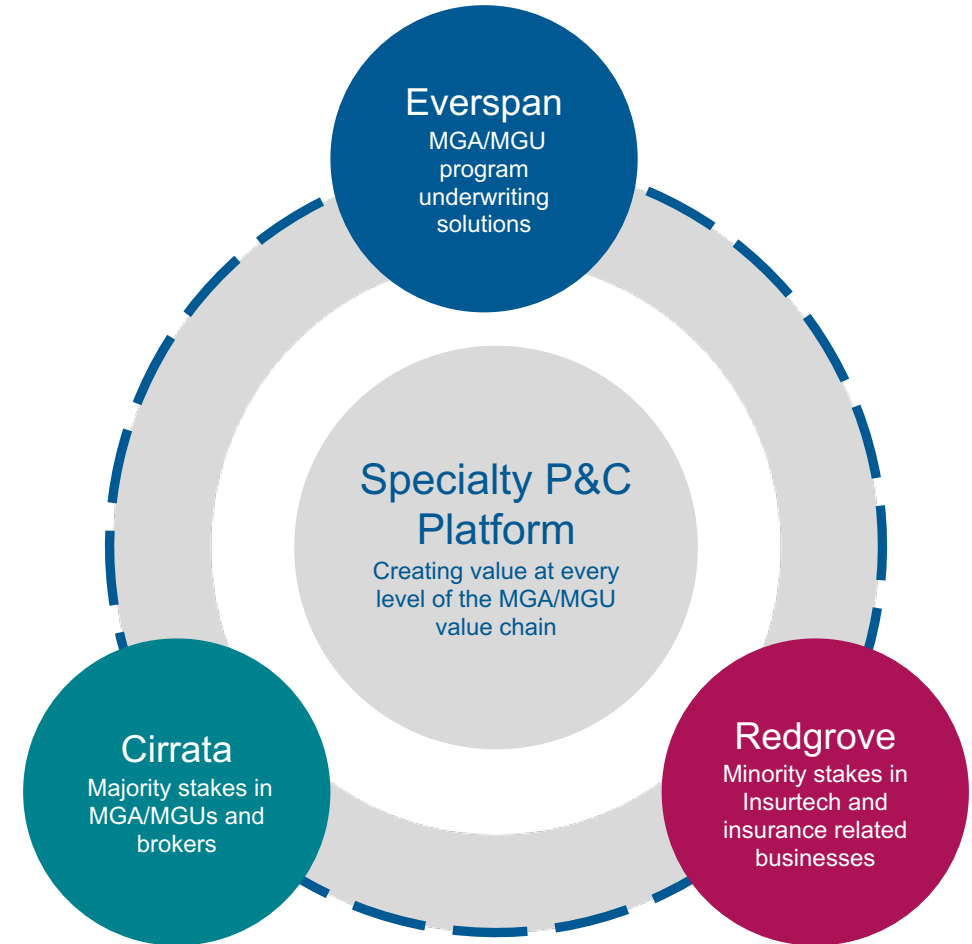 Everspan
MGA/MGU
program
underwriting
solutions
Specialty P&C
Platform
Creating value at every
level of the MGA/MGU
value chain
Cirrata
Majority stakes in
MGA/MGUs and
brokers
Redgrove
Minority stakes in
Insurtech and
insurance related
businesses